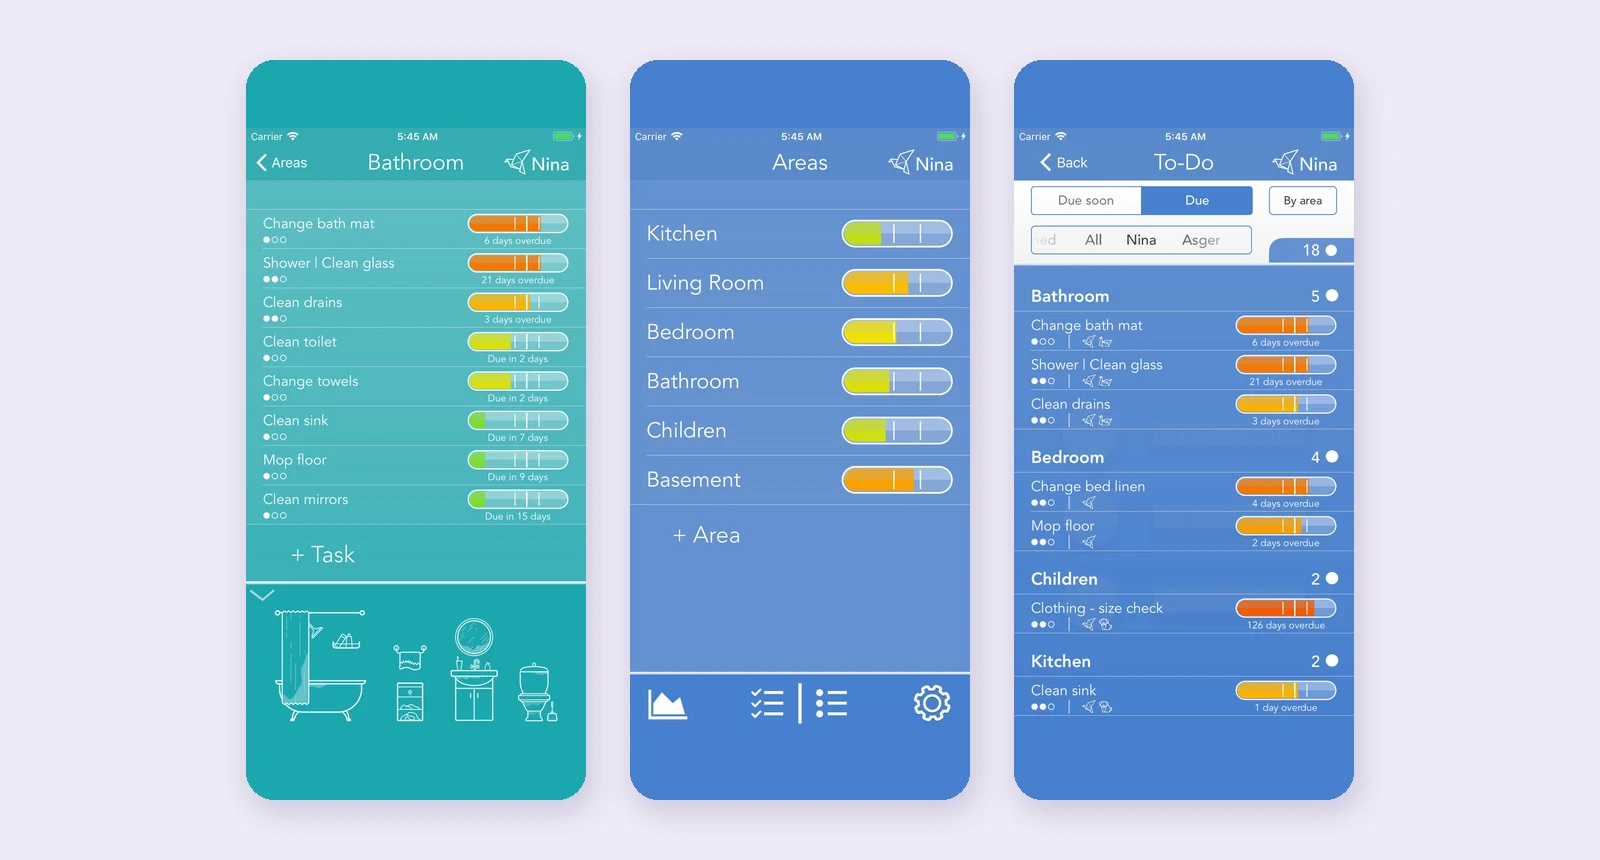 Carrier 5:45 AM
Areas Bathroom Nina
Change bath mat
6 days overdue
Shower | Clean glass
21 days overdue
Clean drains
3 days overdue
Clean toilet
Due in 2 days
Change towels
Due in 2 days
Clean sink
Due in 7 days
Mop floor
Due in 9 days
Clean mirrors
Due in 15 days
+ Task
Carrier 5:45 AM
Areas Nina
Kitchen
Living Room
Bedroom
Bathroom
Children
Basement
+ Area
Carrier 5:45 AM
Back To-Do Nina
Due soon Due By area
ed All Nina Asger
18
Bathroom 5
Change bath mat
6 days overdue
Shower | Clean glass
21 days overdue
Clean drains
3 days overdue
Bedroom 4
Change bed linen
4 days overdue
Mop floor
2 days overdue
Children 2
Clothing - size check
126 days overdue
Kitchen 2
Clean sink
1 day overdue